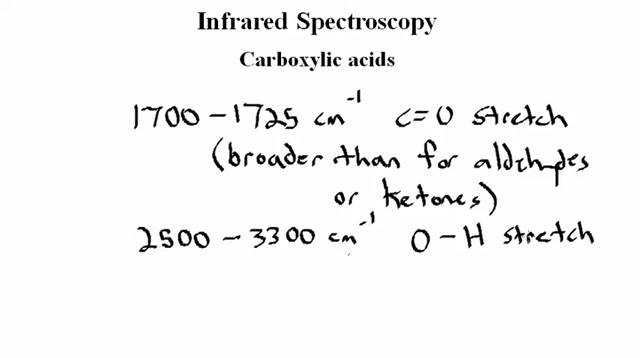 Infrared Spectroscopy
Carboxylic acids
1700 – 1725 cm⁻¹ C=O stretch
(broader than for aldehydes
or ketones)
2500 – 3300 cm⁻¹ O–H stretch